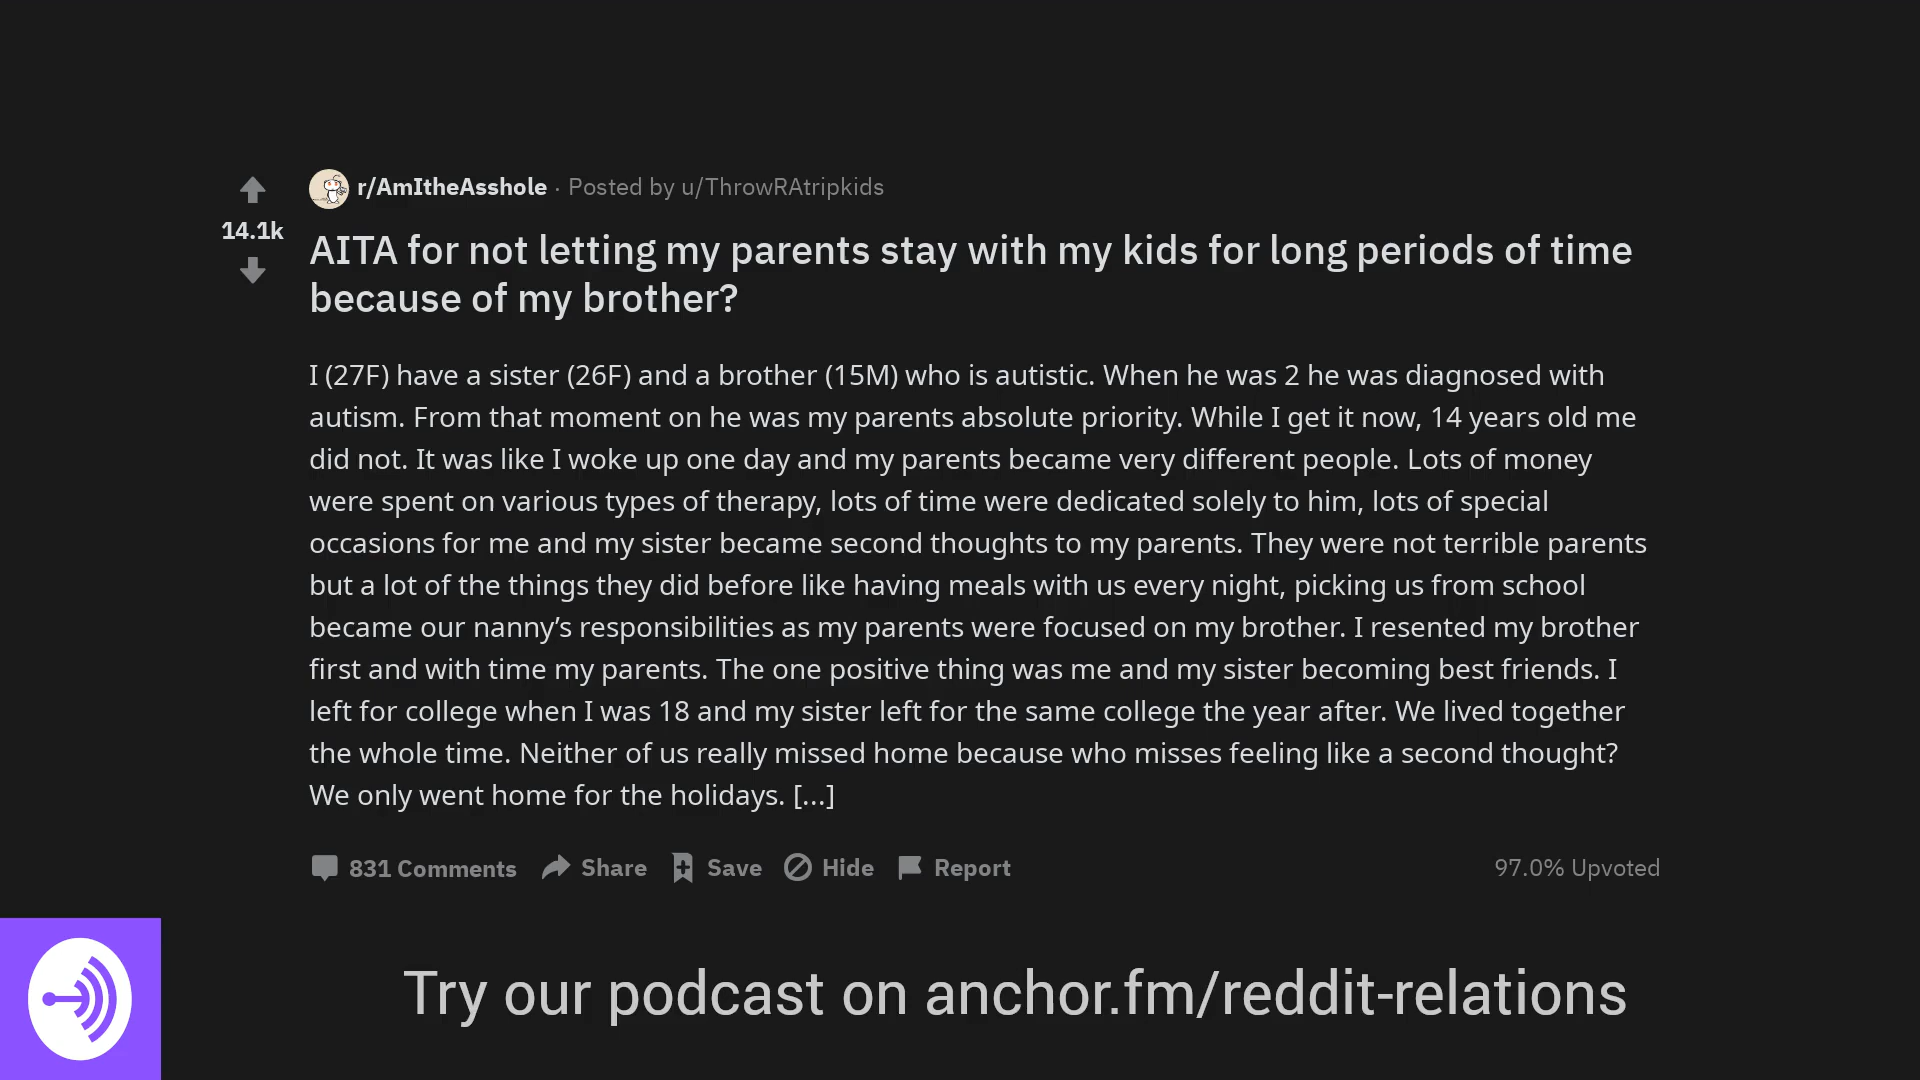 r/AmItheAsshole · Posted by u/ThrowRAtripkids
14.1k
AITA for not letting my parents stay with my kids for long periods of time
because of my brother?
I (27F) have a sister (26F) and a brother (15M) who is autistic. When he was 2 he was diagnosed with
autism. From that moment on he was my parents absolute priority. While I get it now, 14 years old me
did not. It was like I woke up one day and my parents became very different people. Lots of money
were spent on various types of therapy, lots of time were dedicated solely to him, lots of special
occasions for me and my sister became second thoughts to my parents. They were not terrible parents
but a lot of the things they did before like having meals with us every night, picking us from school
became our nanny’s responsibilities as my parents were focused on my brother. I resented my brother
first and with time my parents. The one positive thing was me and my sister becoming best friends. I
left for college when I was 18 and my sister left for the same college the year after. We lived together
the whole time. Neither of us really missed home because who misses feeling like a second thought?
We only went home for the holidays. [...]
831 Comments Share Save Hide Report 97.0% Upvoted
Try our podcast on anchor.fm/reddit-relations